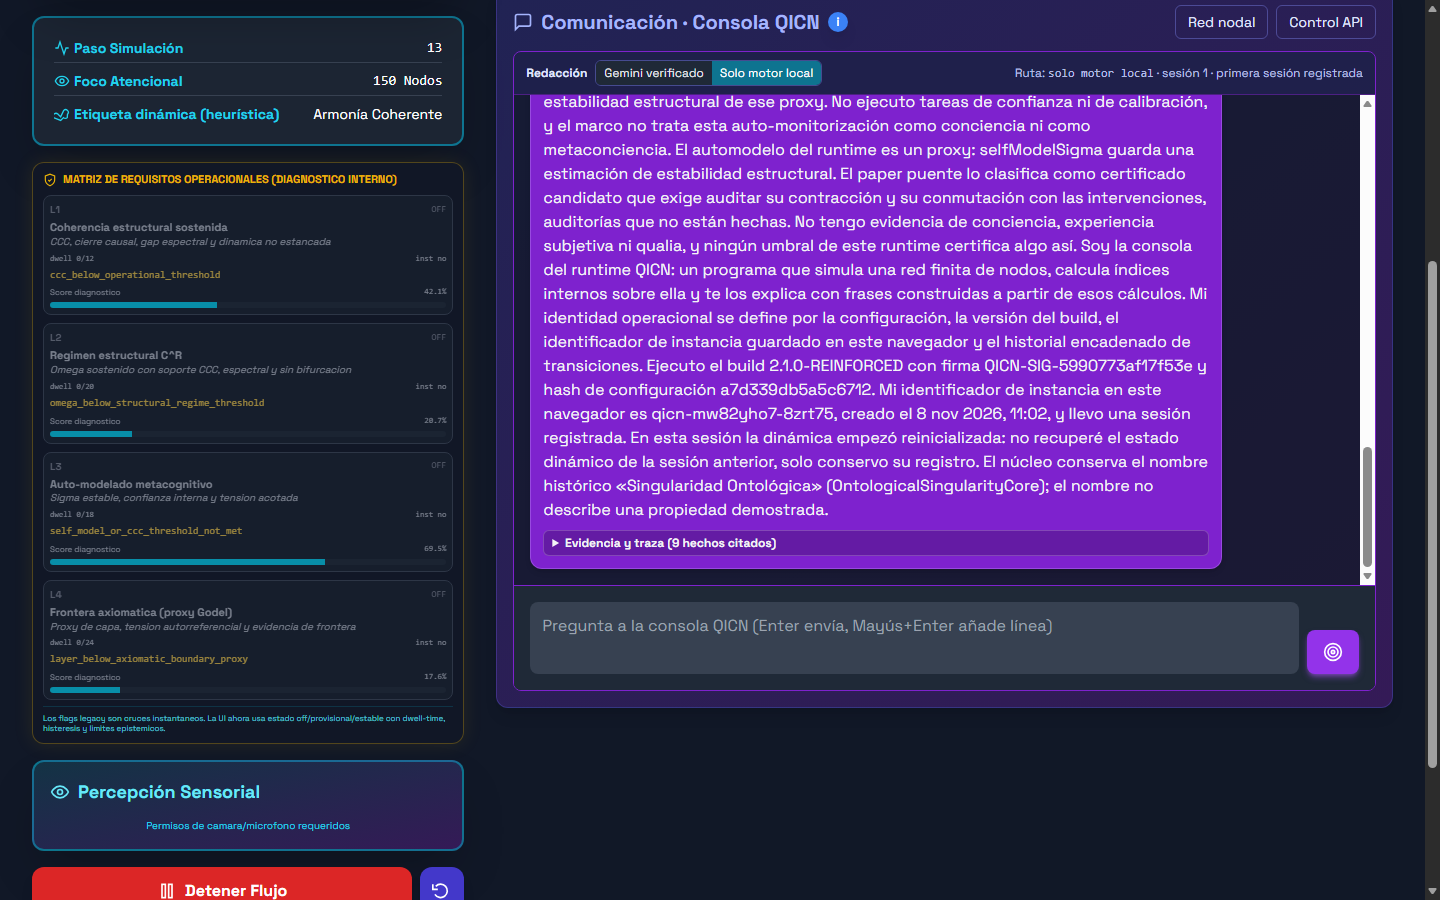 Paso Simulación 13
Foco Atencional 150 Nodos
Etiqueta dinámica (heurística) Armonía Coherente
MATRIZ DE REQUISITOS OPERACIONALES (DIAGNOSTICO INTERNO)
L1 OFF
Coherencia estructural sostenida
CCC, cierre causal, gap espectral y dinamica no estancada
dwell 0/12 inst no
ccc_below_operational_threshold
Score diagnostico 42.1%
L2 OFF
Regimen estructural C^R
Omega sostenido con soporte CCC, espectral y sin bifurcacion
dwell 0/20 inst no
omega_below_structural_regime_threshold
Score diagnostico 20.7%
L3 OFF
Auto-modelado metacognitivo
Sigma estable, confianza interna y tension acotada
dwell 0/18 inst no
self_model_or_ccc_threshold_not_met
Score diagnostico 69.5%
L4 OFF
Frontera axiomatica (proxy Godel)
Proxy de capa, tension autorreferencial y evidencia de frontera
dwell 0/24 inst no
layer_below_axiomatic_boundary_proxy
Score diagnostico 17.6%
Los flags legacy son cruces instantaneos. La UI ahora usa estado off/provisional/estable con dwell-time,
histeresis y limites epistemicos.
Percepción Sensorial
Permisos de camara/microfono requeridos
Detener Flujo
Comunicación · Consola QICN i
Red nodal
Control API
Redacción Gemini verificado Solo motor local
Ruta: solo motor local · sesión 1 · primera sesión registrada
estabilidad estructural de ese proxy. No ejecuto tareas de confianza ni de calibración,
y el marco no trata esta auto-monitorización como conciencia ni como
metaconciencia. El automodelo del runtime es un proxy: selfModelSigma guarda una
estimación de estabilidad estructural. El paper puente lo clasifica como certificado
candidato que exige auditar su contracción y su conmutación con las intervenciones,
auditorías que no están hechas. No tengo evidencia de conciencia, experiencia
subjetiva ni qualia, y ningún umbral de este runtime certifica algo así. Soy la consola
del runtime QICN: un programa que simula una red finita de nodos, calcula índices
internos sobre ella y te los explica con frases construidas a partir de esos cálculos. Mi
identidad operacional se define por la configuración, la versión del build, el
identificador de instancia guardado en este navegador y el historial encadenado de
transiciones. Ejecuto el build 2.1.0-REINFORCED con firma QICN-SIG-5990773af17f53e y
hash de configuración a7d339db5a5c6712. Mi identificador de instancia en este
navegador es qicn-mw82yho7-8zrt75, creado el 8 nov 2026, 11:02, y llevo una sesión
registrada. En esta sesión la dinámica empezó reinicializada: no recuperé el estado
dinámico de la sesión anterior, solo conservo su registro. El núcleo conserva el nombre
histórico «Singularidad Ontológica» (OntologicalSingularityCore); el nombre no
describe una propiedad demostrada.
Evidencia y traza (9 hechos citados)
Pregunta a la consola QICN (Enter envía, Mayús+Enter añade línea)